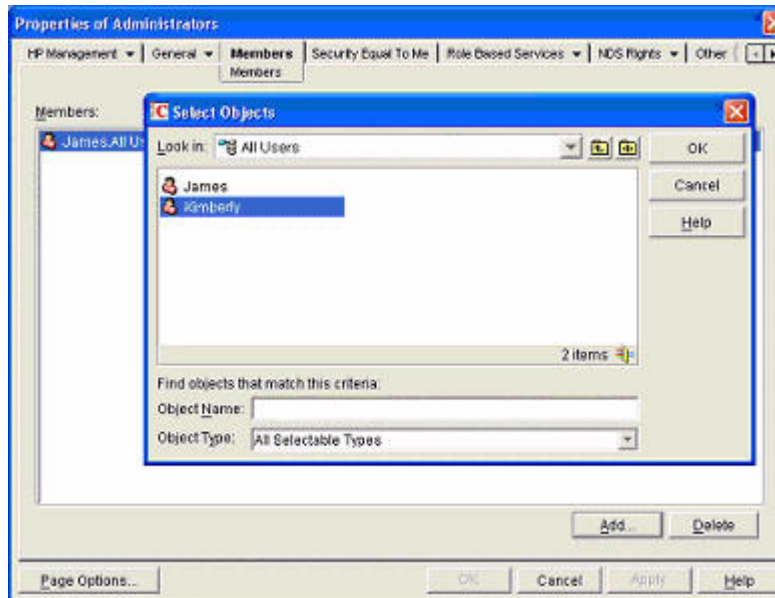 Properties of Administrators
HP Management General Members Security Equal To Me Role Based Services NDS Rights Other
Members
Members:
James.All U
Select Objects
Look in: All Users
OK
James
Cancel
Kimberly
Help
2 items
Find objects that match this criteria:
Object Name:
Object Type: All Selectable Types
Add... Delete
Page Options... OK Cancel Apply Help